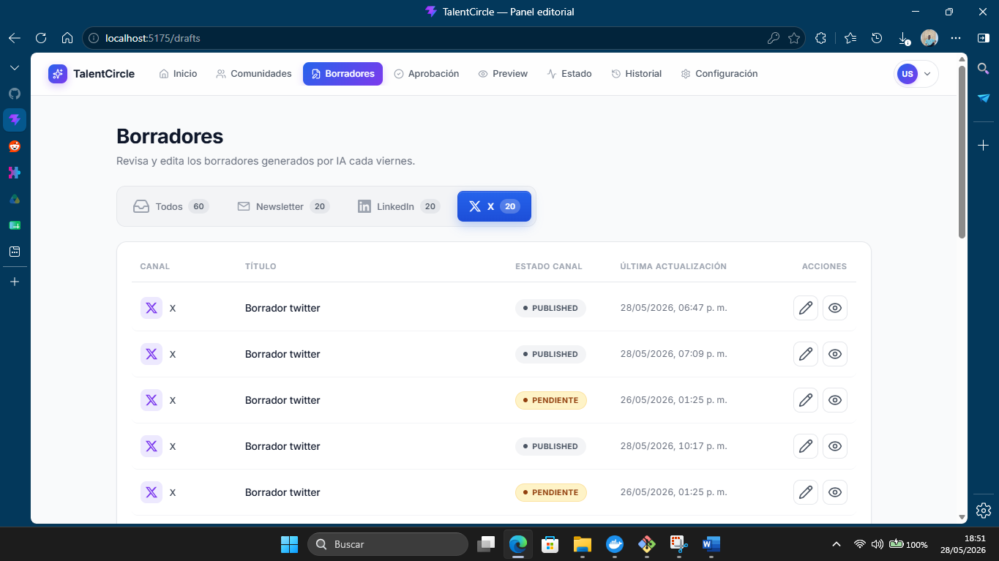 TalentCircle — Panel editorial
localhost:5175/drafts
TalentCircle
Inicio
Comunidades
Borradores
Aprobación
Preview
Estado
Historial
Configuración
US
Borradores
Revisa y edita los borradores generados por IA cada viernes.
Todos 60
Newsletter 20
LinkedIn 20
X 20
CANAL TÍTULO ESTADO CANAL ÚLTIMA ACTUALIZACIÓN ACCIONES
X Borrador twitter PUBLISHED 28/05/2026, 06:47 p. m.
X Borrador twitter PUBLISHED 28/05/2026, 07:09 p. m.
X Borrador twitter PENDIENTE 26/05/2026, 01:25 p. m.
X Borrador twitter PUBLISHED 28/05/2026, 10:17 p. m.
X Borrador twitter PENDIENTE 26/05/2026, 01:25 p. m.
Buscar
100%
18:51
28/05/2026